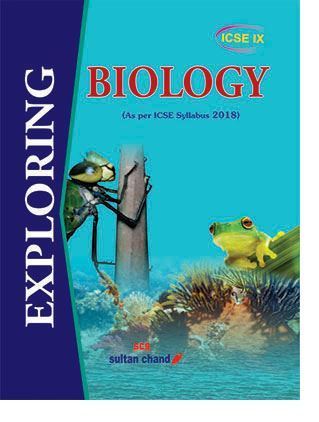 ICSE IX
EXPLORING
BIOLOGY
(As per ICSE Syllabus 2018)
SCS
sultan chand